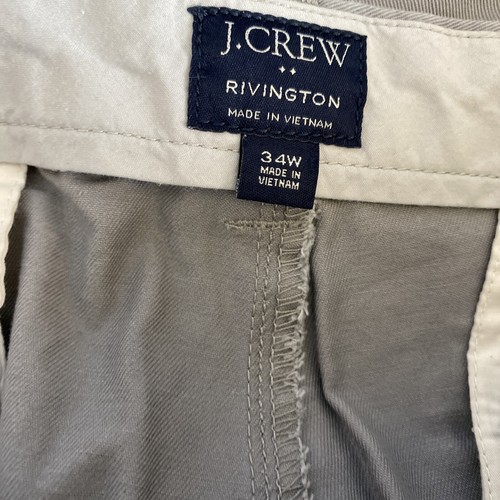 J.CREW
RIVINGTON
MADE IN VIETNAM
34W
MADE IN
VIETNAM